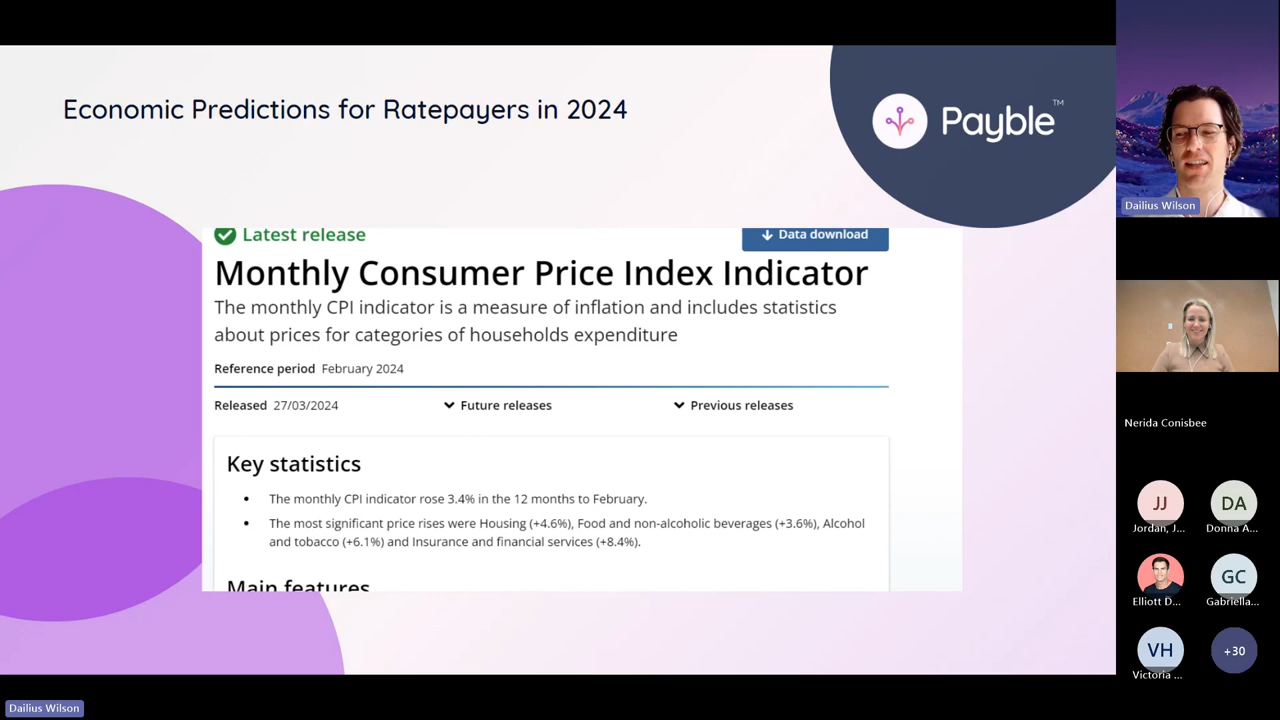 Economic Predictions for Ratepayers in 2024
Payble™
Latest release
Data download
Monthly Consumer Price Index Indicator
The monthly CPI indicator is a measure of inflation and includes statistics
about prices for categories of households expenditure
Reference period February 2024
Released 27/03/2024 Future releases Previous releases
Key statistics
• The monthly CPI indicator rose 3.4% in the 12 months to February.
• The most significant price rises were Housing (+4.6%), Food and non-alcoholic beverages (+3.6%), Alcohol
and tobacco (+6.1%) and Insurance and financial services (+8.4%).
Main features
Dailius Wilson
Nerida Conisbee
JJ DA
Jordan, J... Donna A...
GC
Elliott D... Gabriella...
VH +30
Victoria ...
Dailius Wilson